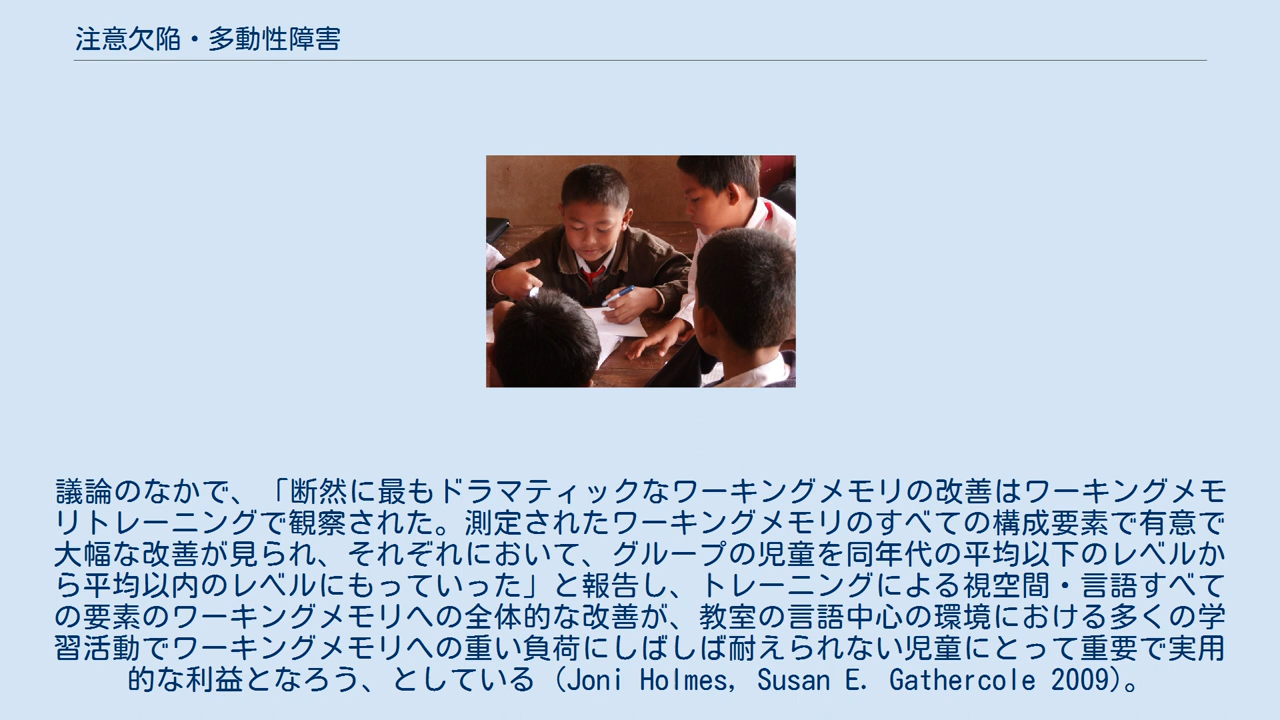 注意欠陥・多動性障害
議論のなかで、「断然に最もドラマティックなワーキングメモリの改善はワーキングメモ
リトレーニングで観察された。測定されたワーキングメモリのすべての構成要素で有意で
大幅な改善が見られ、それぞれにおいて、グループの児童を同年代の平均以下のレベルか
ら平均以内のレベルにもっていった」と報告し、トレーニングによる視空間・言語すべて
の要素のワーキングメモリへの全体的な改善が、教室の言語中心の環境における多くの学
習活動でワーキングメモリへの重い負荷にしばしば耐えられない児童にとって重要で実用
的な利益となろう、としている (Joni Holmes, Susan E. Gathercole 2009)。